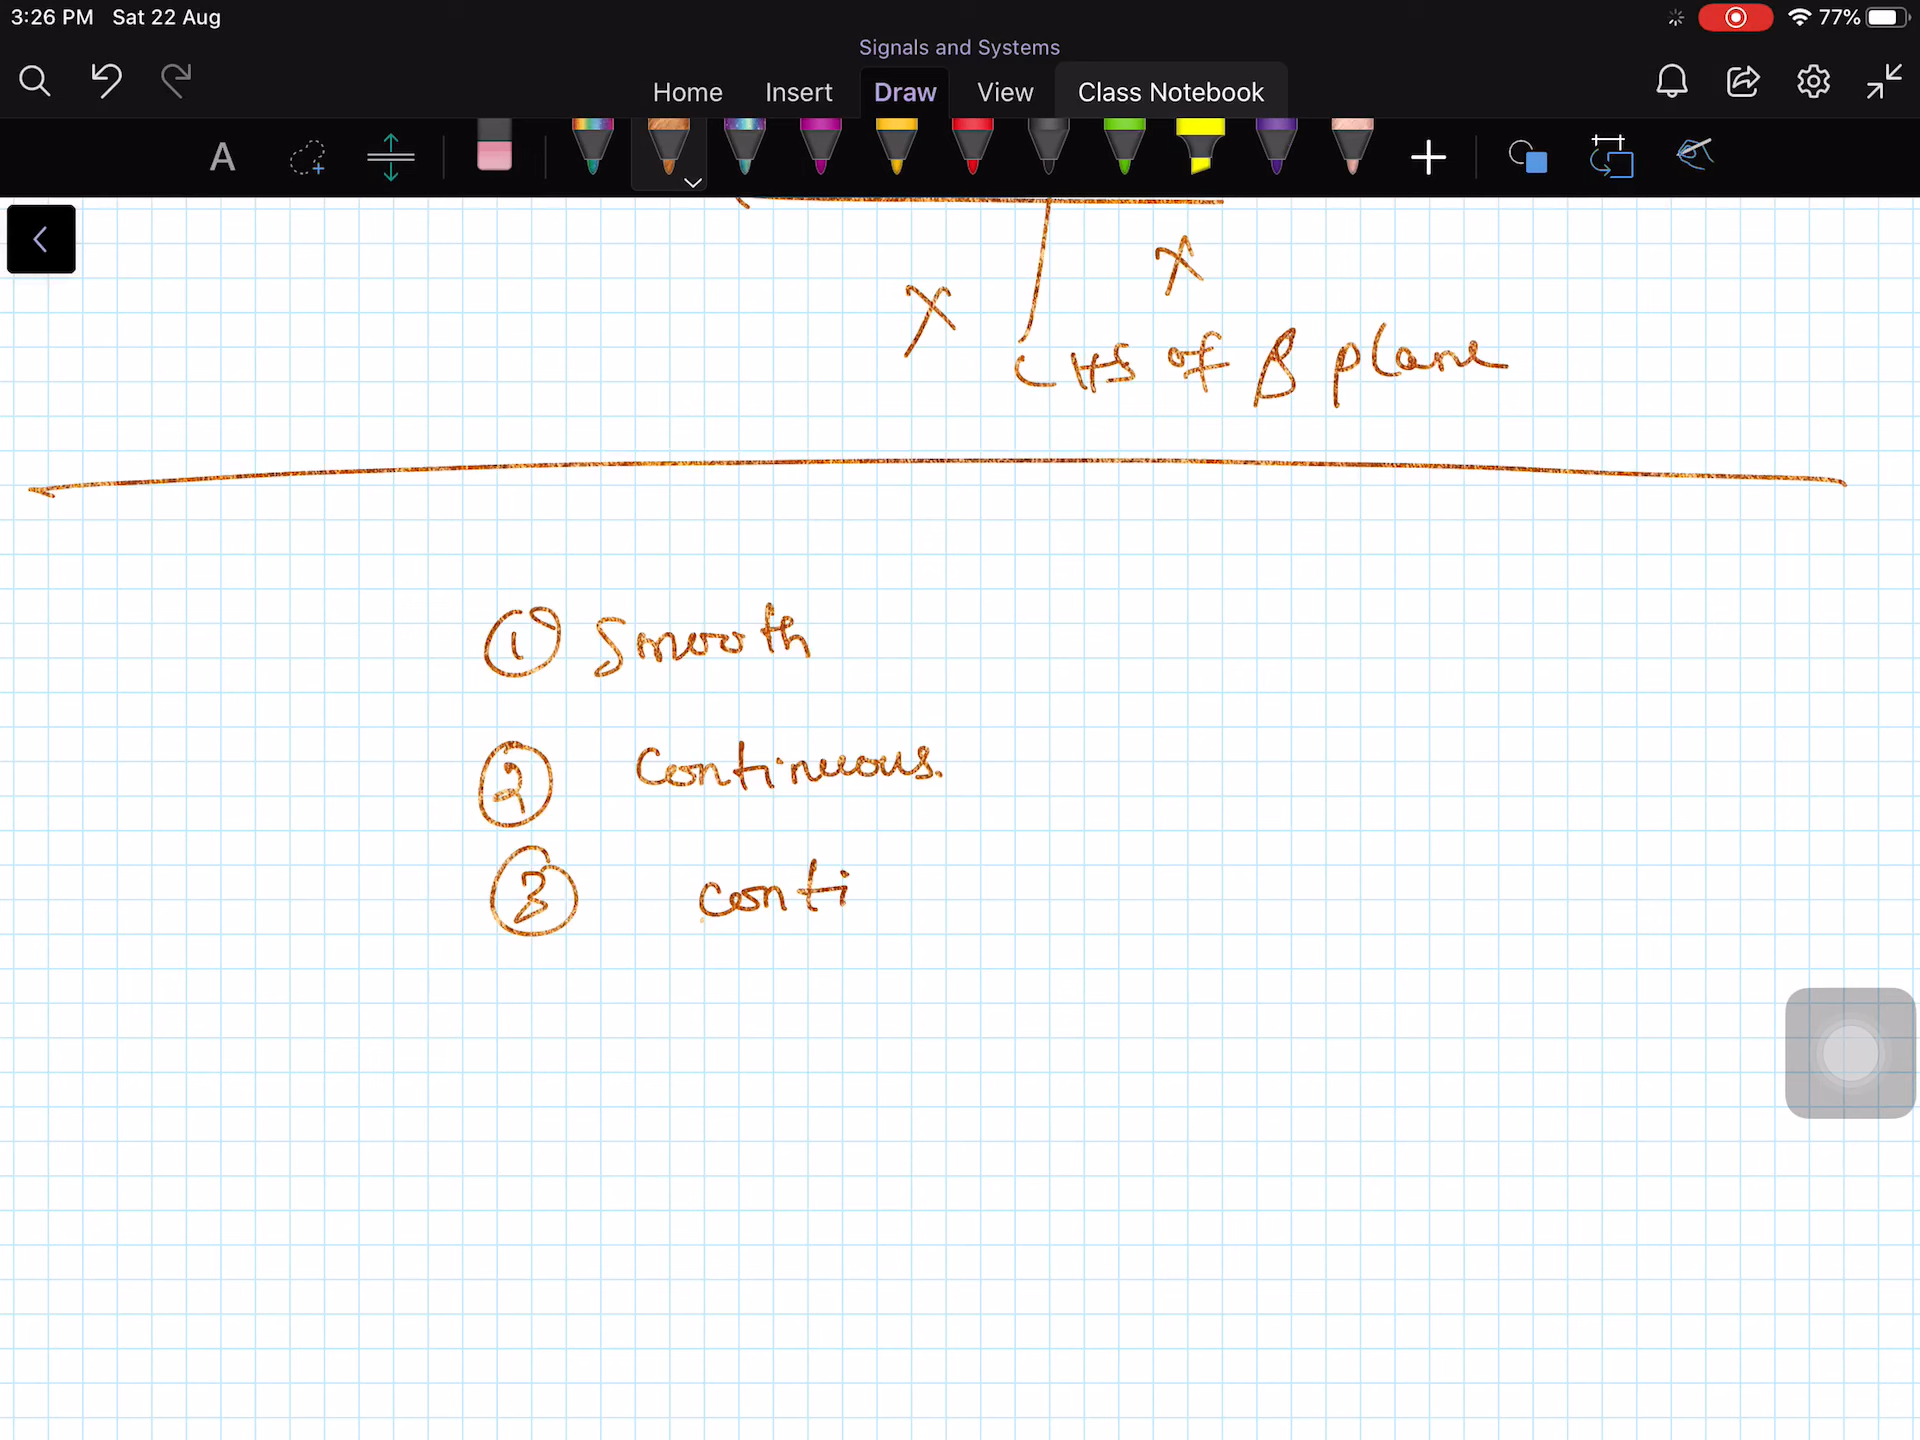 3:26 PM Sat 22 Aug
77%
Signals and Systems
Home Insert Draw View Class Notebook
A
x x
LHS of β plane
① Smooth
② Continuous.
③ conti